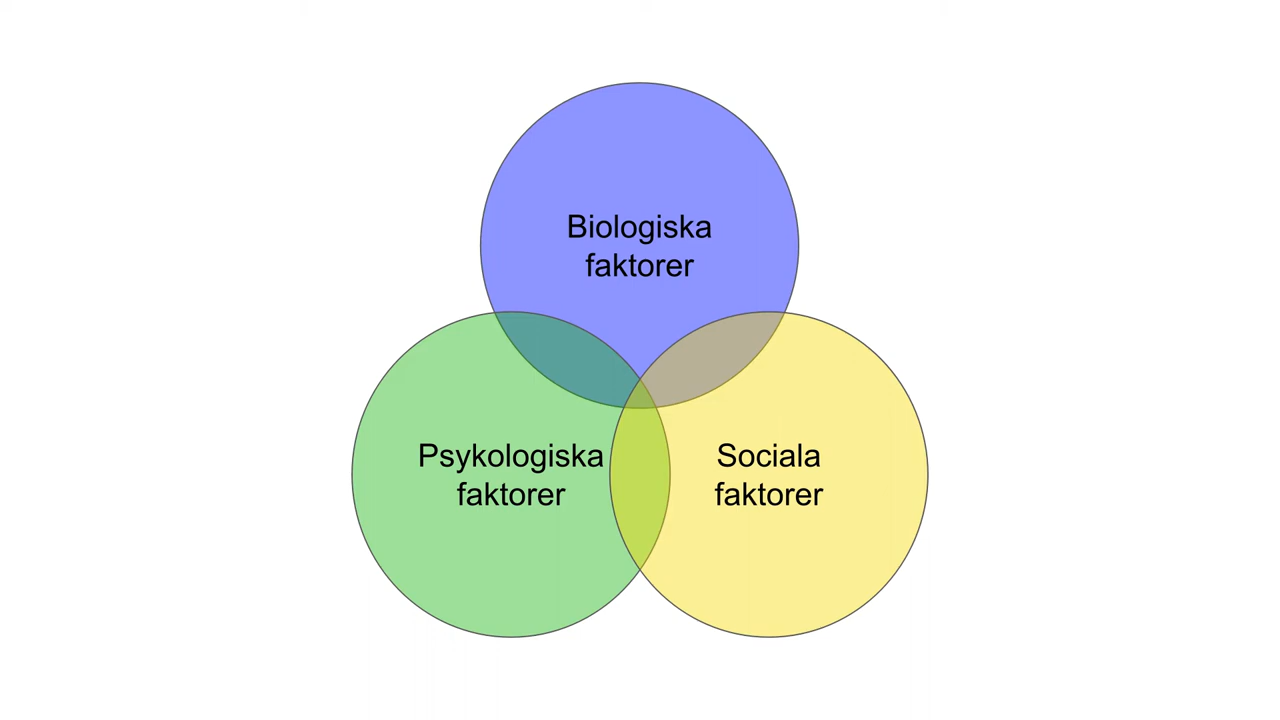 Biologiska
faktorer
Psykologiska
faktorer
Sociala
faktorer